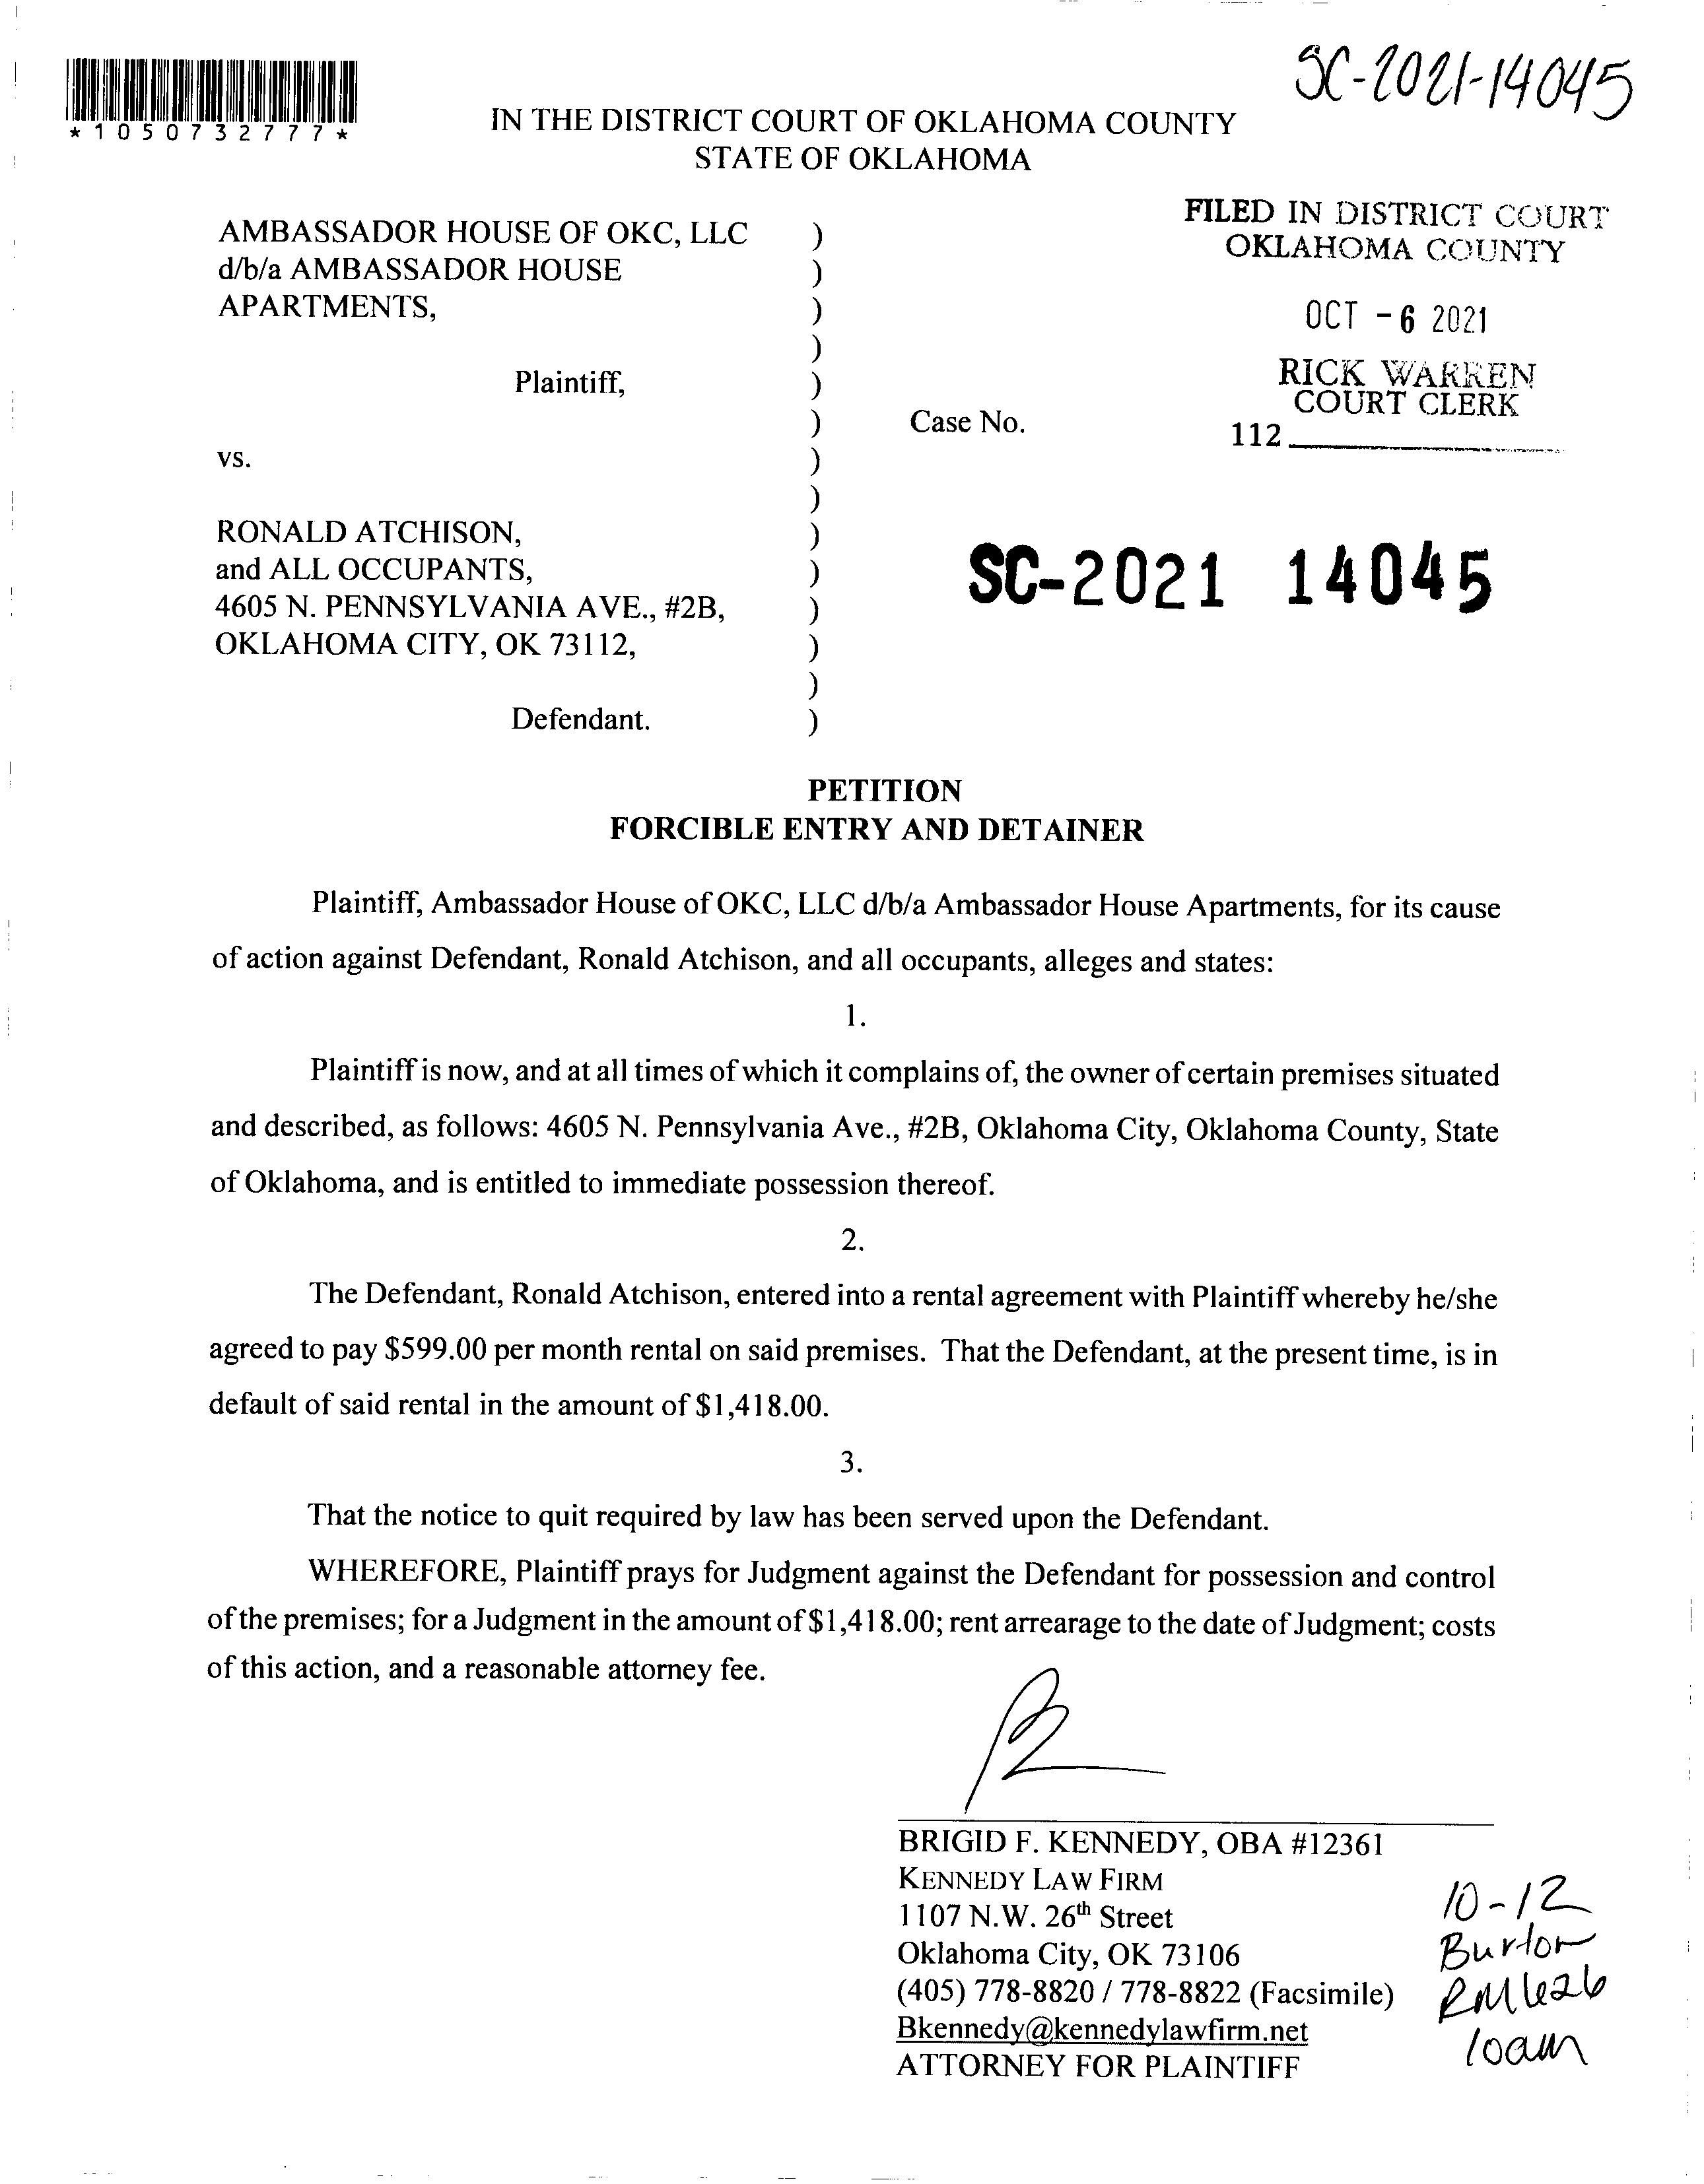 SC-2021-14045
*1050732777*
IN THE DISTRICT COURT OF OKLAHOMA COUNTY
STATE OF OKLAHOMA
FILED IN DISTRICT COURT
OKLAHOMA COUNTY
OCT - 6 2021
RICK WARREN
COURT CLERK
112
AMBASSADOR HOUSE OF OKC, LLC )
d/b/a AMBASSADOR HOUSE )
APARTMENTS, )
)
Plaintiff, )
) Case No.
vs. )
)
RONALD ATCHISON, )
and ALL OCCUPANTS, ) SC-2021 14045
4605 N. PENNSYLVANIA AVE., #2B, )
OKLAHOMA CITY, OK 73112, )
)
Defendant. )
PETITION
FORCIBLE ENTRY AND DETAINER
Plaintiff, Ambassador House of OKC, LLC d/b/a Ambassador House Apartments, for its cause
of action against Defendant, Ronald Atchison, and all occupants, alleges and states:
1.
Plaintiff is now, and at all times of which it complains of, the owner of certain premises situated
and described, as follows: 4605 N. Pennsylvania Ave., #2B, Oklahoma City, Oklahoma County, State
of Oklahoma, and is entitled to immediate possession thereof.
2.
The Defendant, Ronald Atchison, entered into a rental agreement with Plaintiff whereby he/she
agreed to pay $599.00 per month rental on said premises. That the Defendant, at the present time, is in
default of said rental in the amount of $1,418.00.
3.
That the notice to quit required by law has been served upon the Defendant.
WHEREFORE, Plaintiff prays for Judgment against the Defendant for possession and control
of the premises; for a Judgment in the amount of $1,418.00; rent arrearage to the date of Judgment; costs
of this action, and a reasonable attorney fee.
BRIGID F. KENNEDY, OBA #12361
KENNEDY LAW FIRM
1107 N.W. 26th Street
Oklahoma City, OK 73106
(405) 778-8820 / 778-8822 (Facsimile)
Bkennedy@kennedylawfirm.net
ATTORNEY FOR PLAINTIFF
10-12
Burton
RM 626
10am